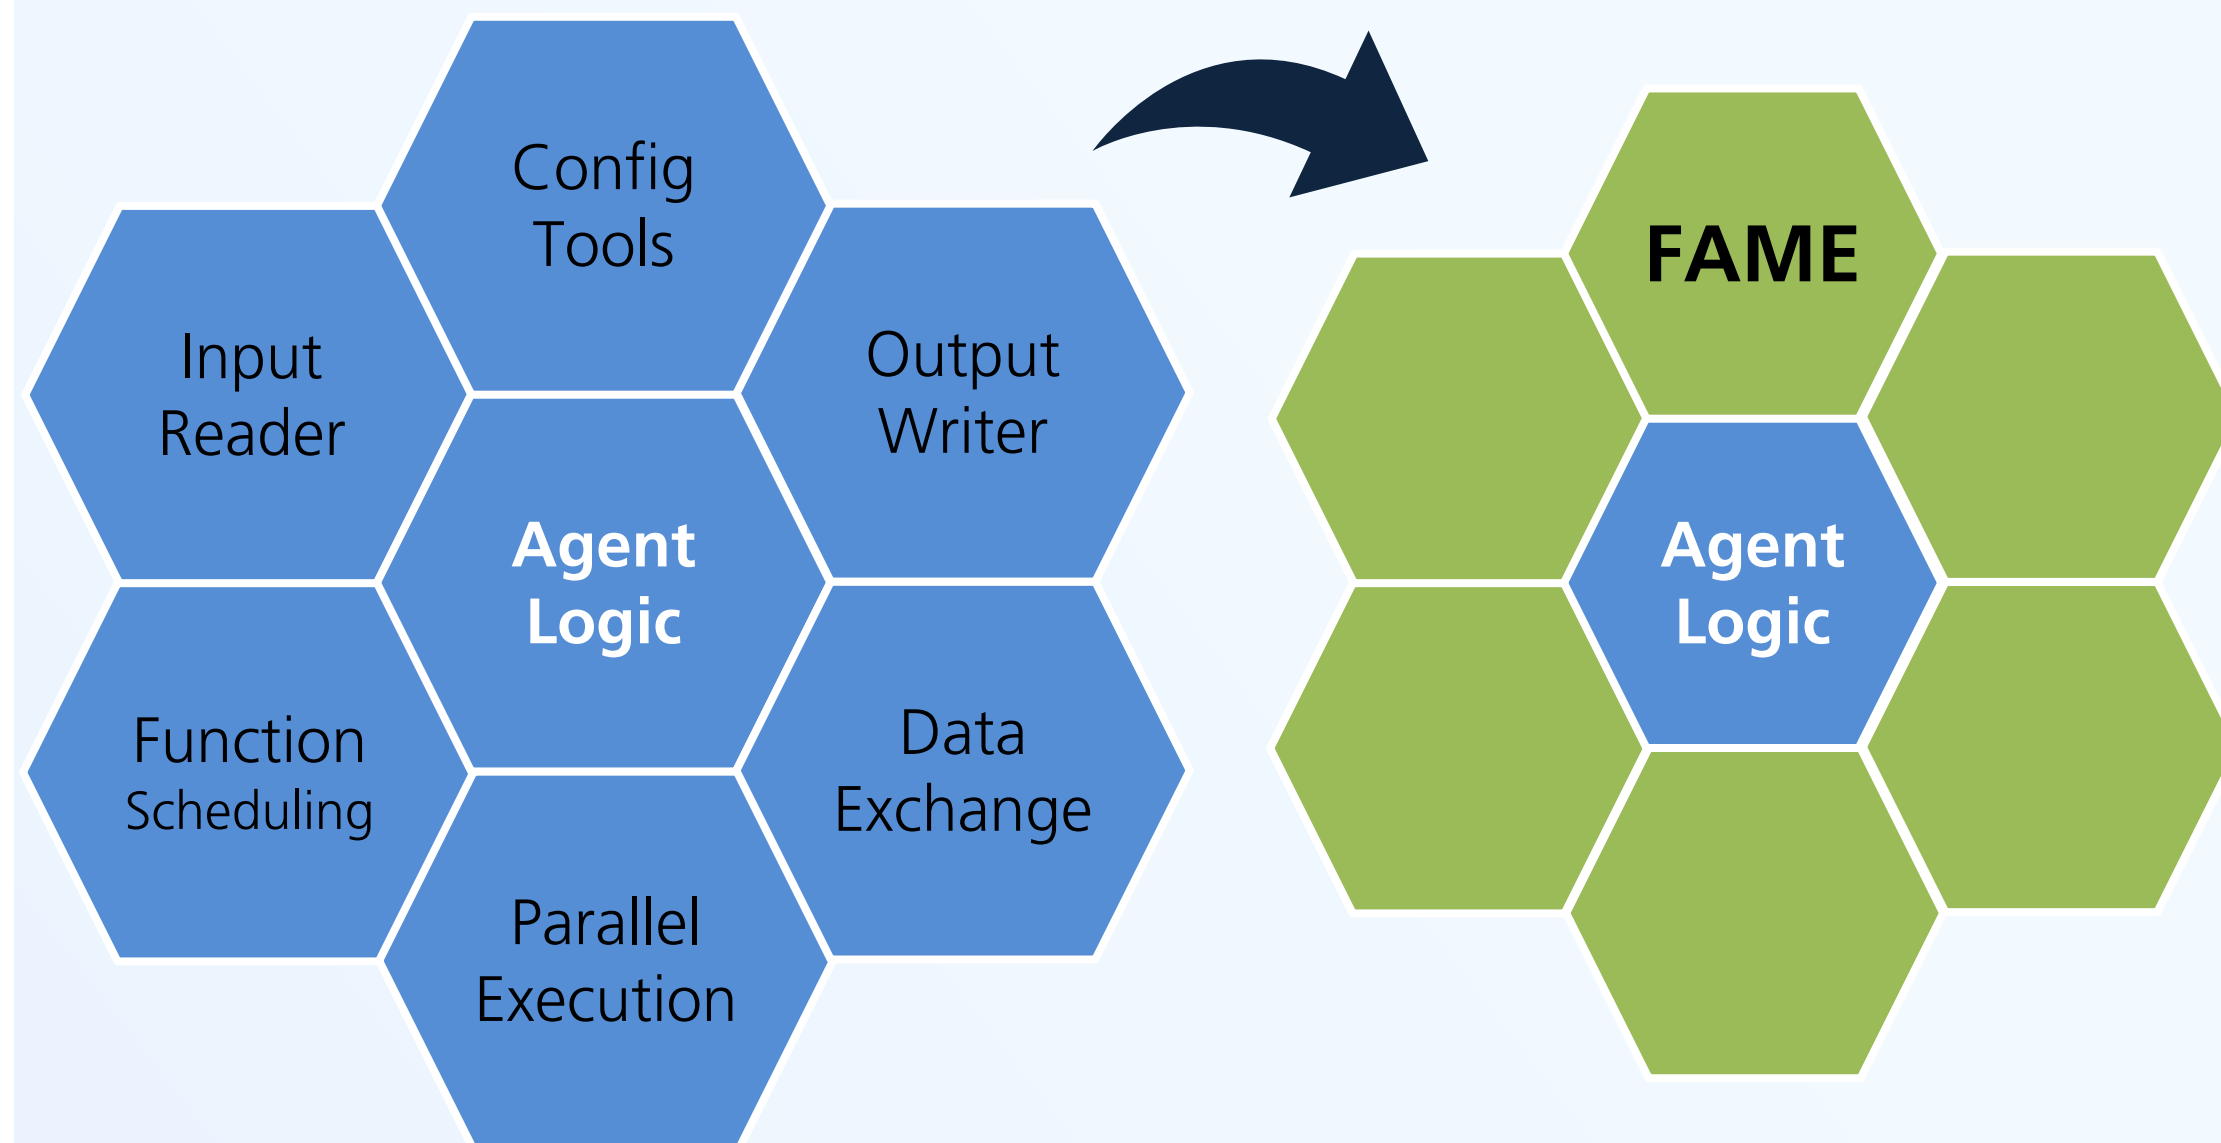 Config
Tools
Input
Reader
Output
Writer
Agent
Logic
Function
Scheduling
Data
Exchange
Parallel
Execution
FAME
Agent
Logic